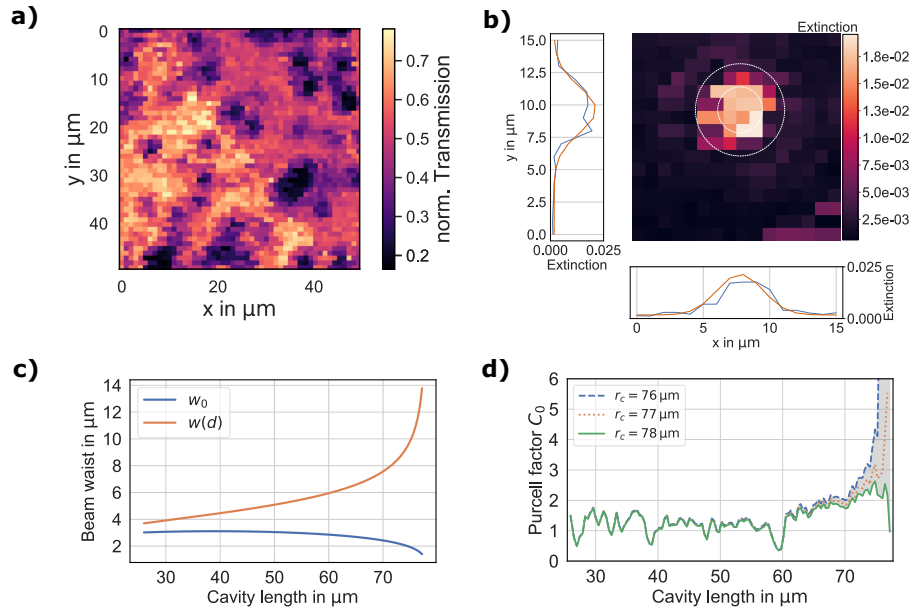 a)
0
10
20
30
40
y in μm
0
20
40
x in μm
0.7
0.6
0.5
0.4
0.3
0.2
norm. Transmission
b)
15.0
12.5
10.0
7.5
5.0
2.5
0.0
y in μm
0.000
0.025
Extinction
Extinction
1.8e-02
1.5e-02
1.3e-02
1.0e-02
7.5e-03
5.0e-03
2.5e-03
0.025
0.000
Extinction
0
5
10
15
x in μm
c)
14
12
10
8
6
4
2
Beam waist in μm
w₀
w(d)
30
40
50
60
70
Cavity length in μm
d)
6
5
4
3
2
1
0
Purcell factor C₀
r_c = 76 μm
r_c = 77 μm
r_c = 78 μm
30
40
50
60
70
Cavity length in μm